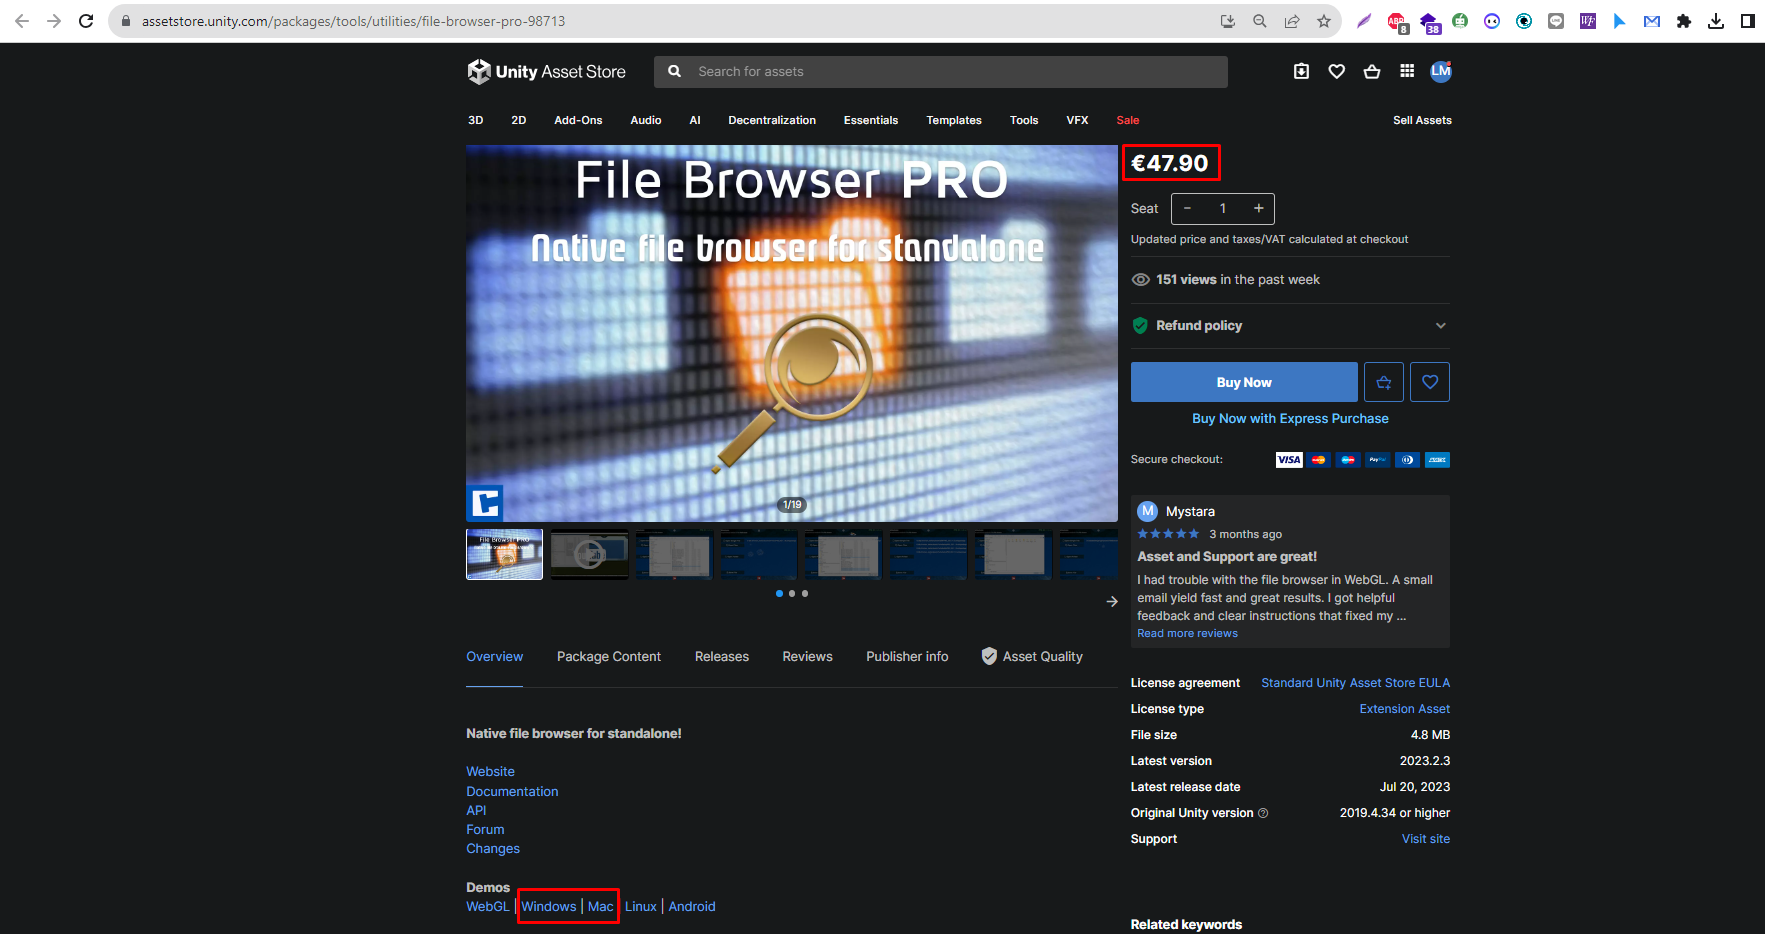 assetstore.unity.com/packages/tools/utilities/file-browser-pro-98713
ABP 8 38 WF
Unity Asset Store
Search for assets
LM
3D 2D Add-Ons Audio AI Decentralization Essentials Templates Tools VFX Sale Sell Assets
File Browser PRO
Native file browser for standalone
1/19
€47.90
Seat - 1 +
Updated price and taxes/VAT calculated at checkout
151 views in the past week
Refund policy
Buy Now
Buy Now with Express Purchase
Secure checkout: VISA PayPal
M Mystara
3 months ago
Asset and Support are great!
I had trouble with the file browser in WebGL. A small
email yield fast and great results. I got helpful
feedback and clear instructions that fixed my ...
Read more reviews
File Browser PRO
Overview Package Content Releases Reviews Publisher info Asset Quality
License agreement Standard Unity Asset Store EULA
License type Extension Asset
File size 4.8 MB
Latest version 2023.2.3
Latest release date Jul 20, 2023
Original Unity version 2019.4.34 or higher
Support Visit site
Native file browser for standalone!
Website
Documentation
API
Forum
Changes
Demos
WebGL | Windows | Mac Linux | Android
Related keywords